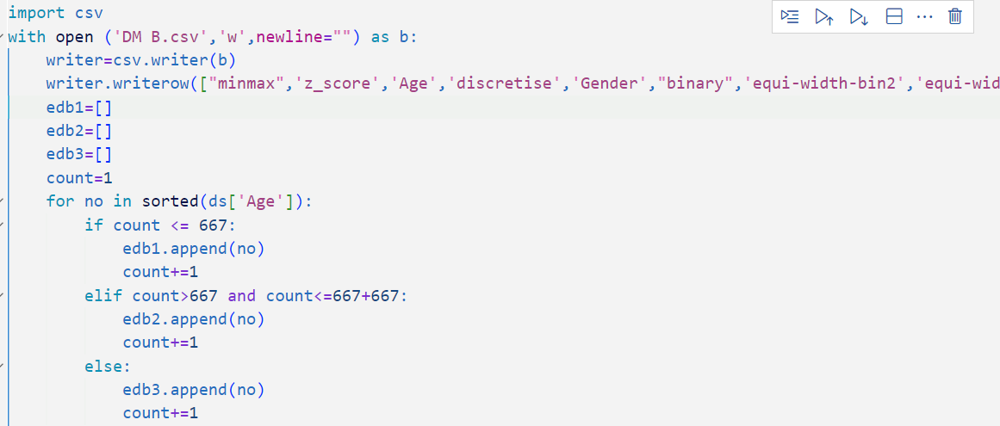 import csv
with open ('DM B.csv','w',newline="") as b:
    writer=csv.writer(b)
    writer.writerow(["minmax",'z_score','Age','discretise','Gender',"binary",'equi-width-bin2','equi-wid
    edb1=[]
    edb2=[]
    edb3=[]
    count=1
    for no in sorted(ds['Age']):
        if count <= 667:
            edb1.append(no)
            count+=1
        elif count>667 and count<=667+667:
            edb2.append(no)
            count+=1
        else:
            edb3.append(no)
            count+=1